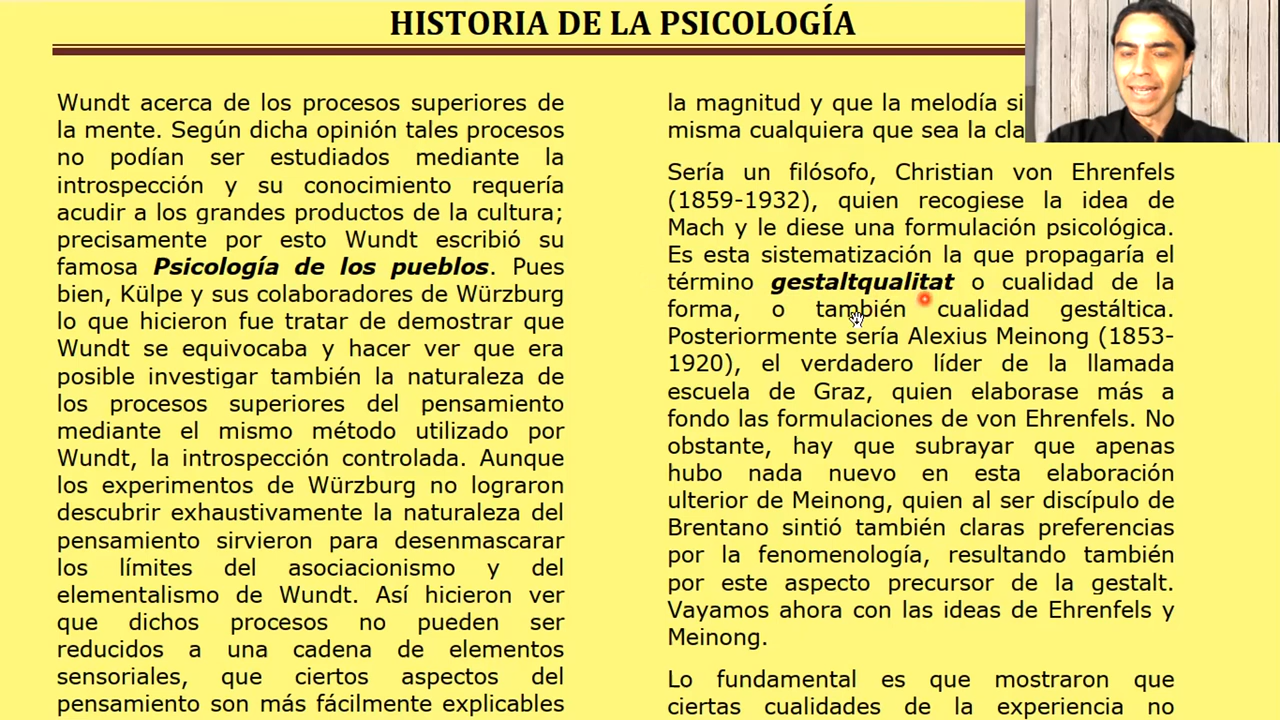 HISTORIA DE LA PSICOLOGÍA
Wundt acerca de los procesos superiores de
la mente. Según dicha opinión tales procesos
no podían ser estudiados mediante la
introspección y su conocimiento requería
acudir a los grandes productos de la cultura;
precisamente por esto Wundt escribió su
famosa Psicología de los pueblos. Pues
bien, Külpe y sus colaboradores de Würzburg
lo que hicieron fue tratar de demostrar que
Wundt se equivocaba y hacer ver que era
posible investigar también la naturaleza de
los procesos superiores del pensamiento
mediante el mismo método utilizado por
Wundt, la introspección controlada. Aunque
los experimentos de Würzburg no lograron
descubrir exhaustivamente la naturaleza del
pensamiento sirvieron para desenmascarar
los límites del asociacionismo y del
elementalismo de Wundt. Así hicieron ver
que dichos procesos no pueden ser
reducidos a una cadena de elementos
sensoriales, que ciertos aspectos del
pensamiento son más fácilmente explicables
la magnitud y que la melodía
misma cualquiera que sea la
Sería un filósofo, Christian von Ehrenfels
(1859-1932), quien recogiese la idea de
Mach y le diese una formulación psicológica.
Es esta sistematización la que propagaría el
término gestaltqualitat o cualidad de la
forma, o también cualidad gestáltica.
Posteriormente sería Alexius Meinong (1853-
1920), el verdadero líder de la llamada
escuela de Graz, quien elaborase más a
fondo las formulaciones de von Ehrenfels. No
obstante, hay que subrayar que apenas
hubo nada nuevo en esta elaboración
ulterior de Meinong, quien al ser discípulo de
Brentano sintió también claras preferencias
por la fenomenología, resultando también
por este aspecto precursor de la gestalt.
Vayamos ahora con las ideas de Ehrenfels y
Meinong.
Lo fundamental es que mostraron que
ciertas cualidades de la experiencia no